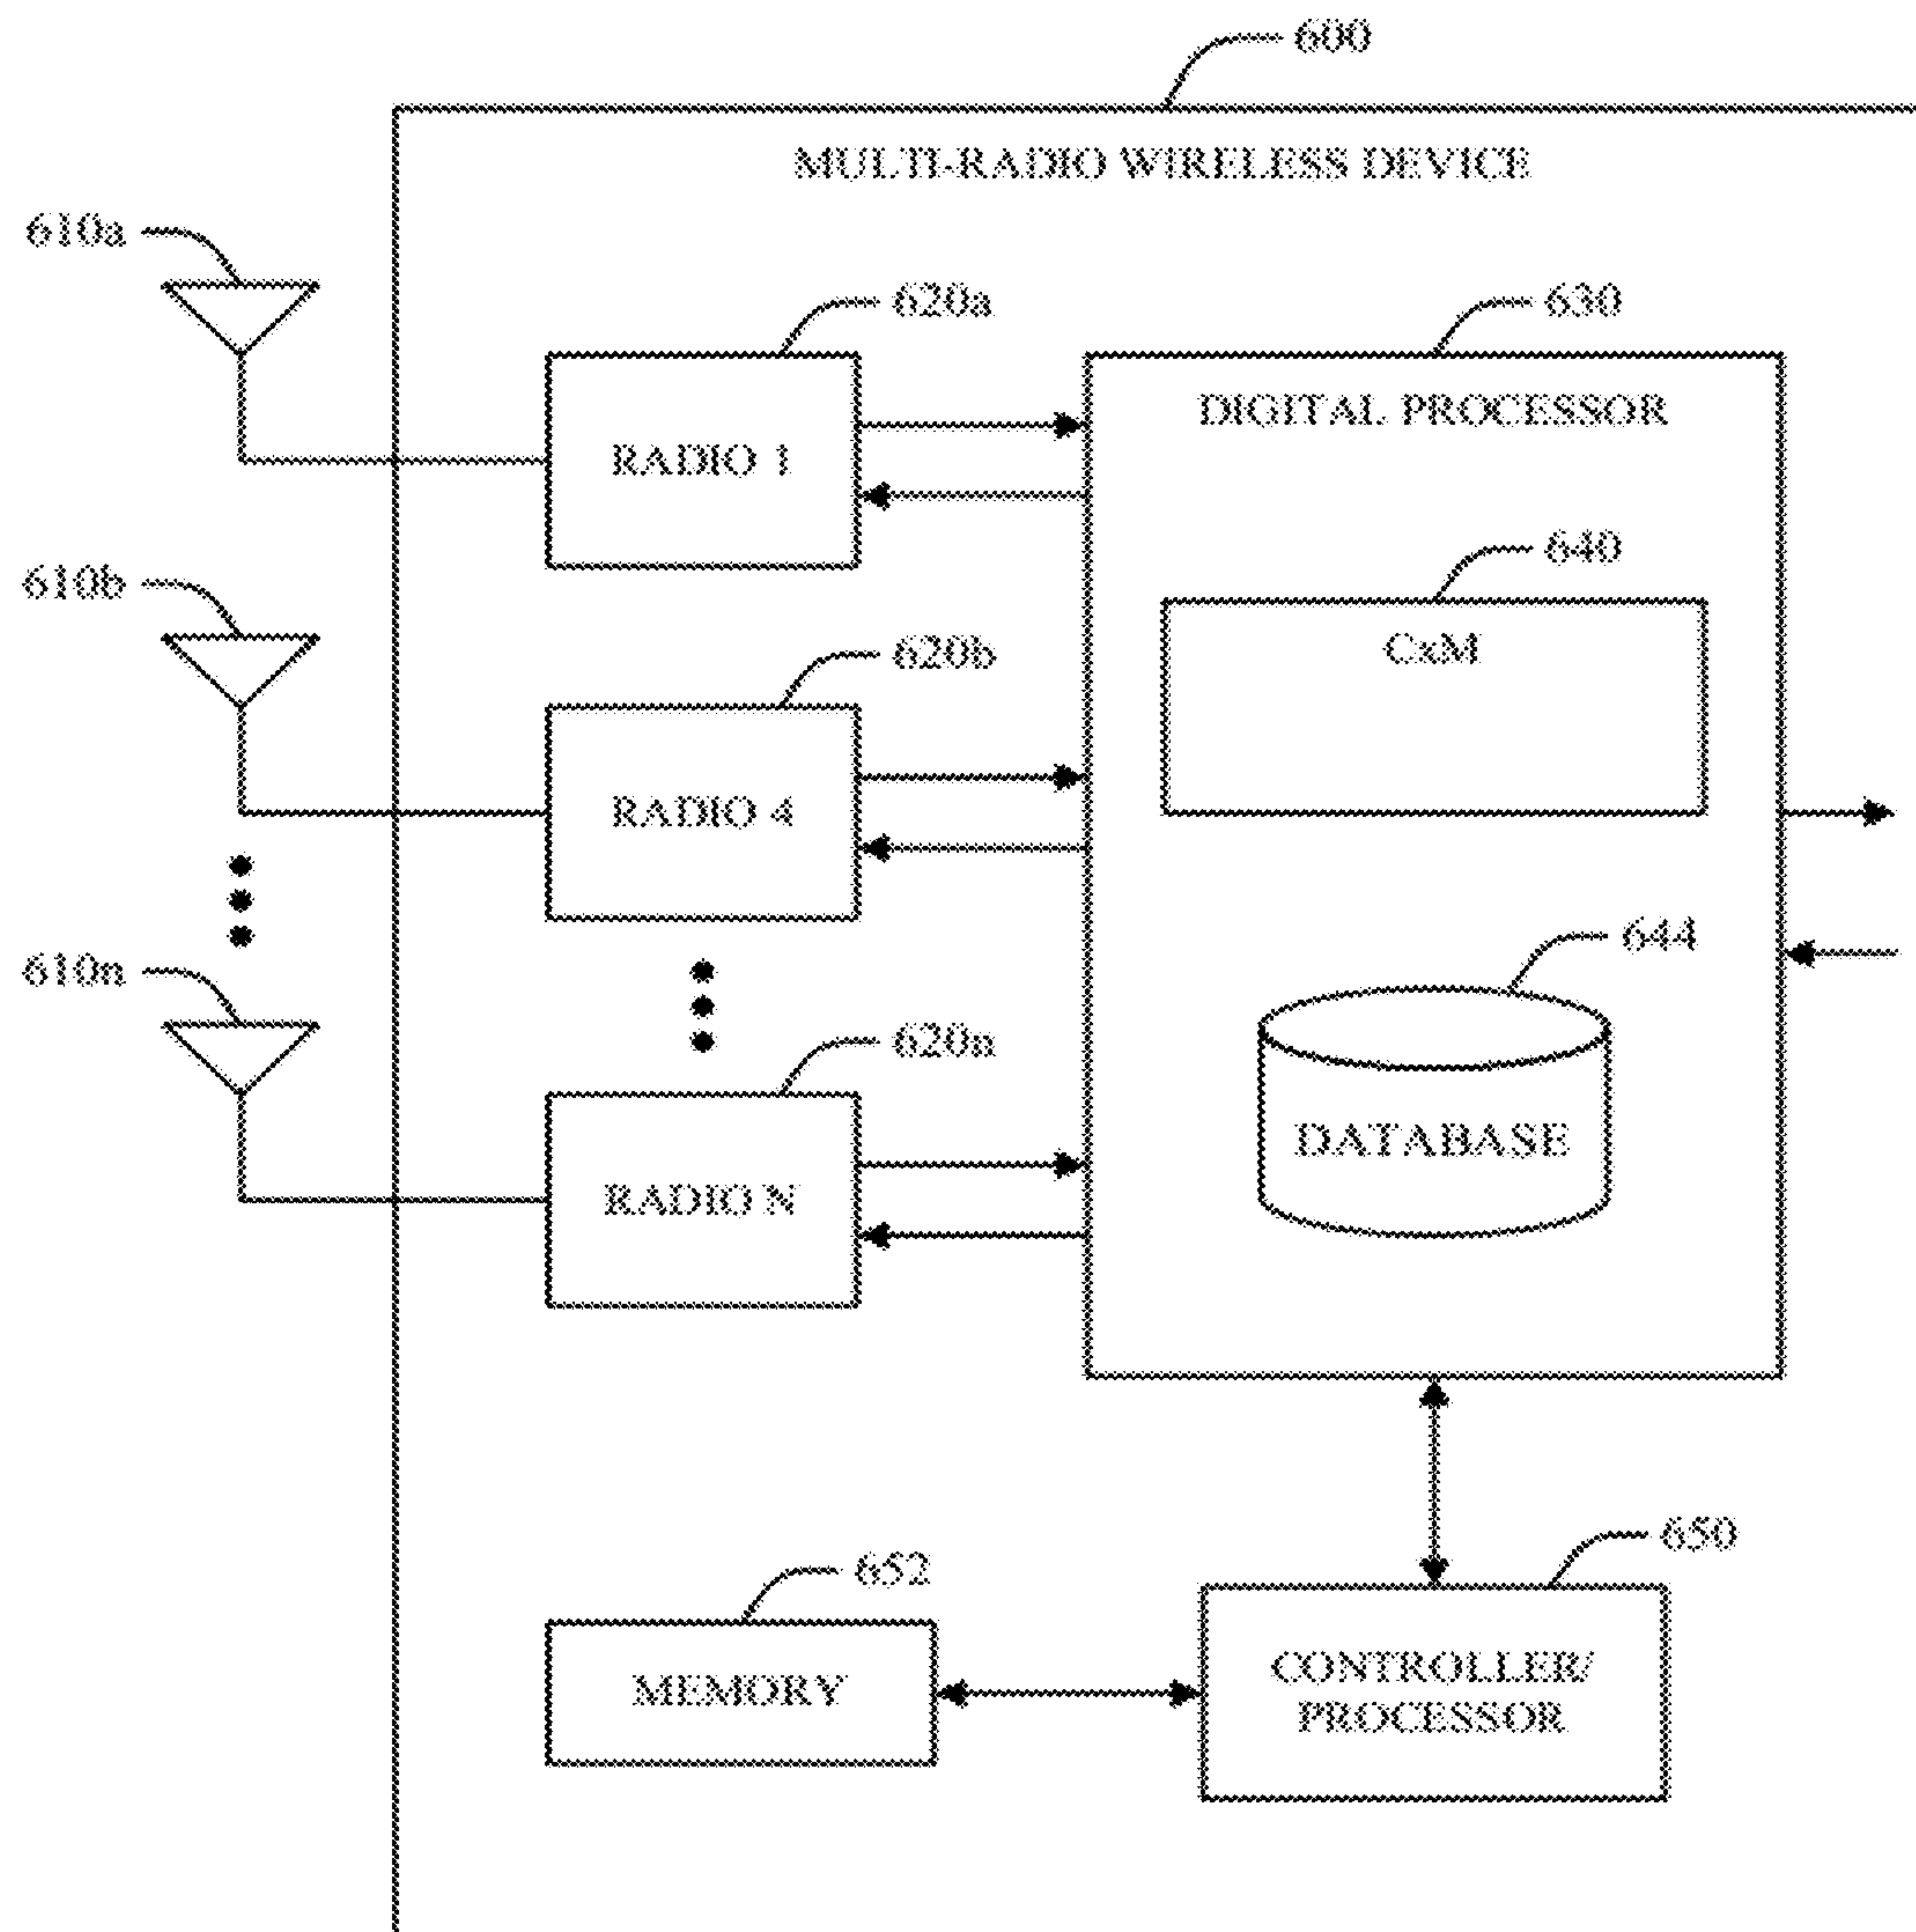 600
MULTI-RADIO WIRELESS DEVICE
610a
620a
630
RADIO 1
DIGITAL PROCESSOR
610b
620b
640
CxM
RADIO 4
644
610n
620n
DATABASE
RADIO N
652
650
MEMORY
CONTROLLER/
PROCESSOR